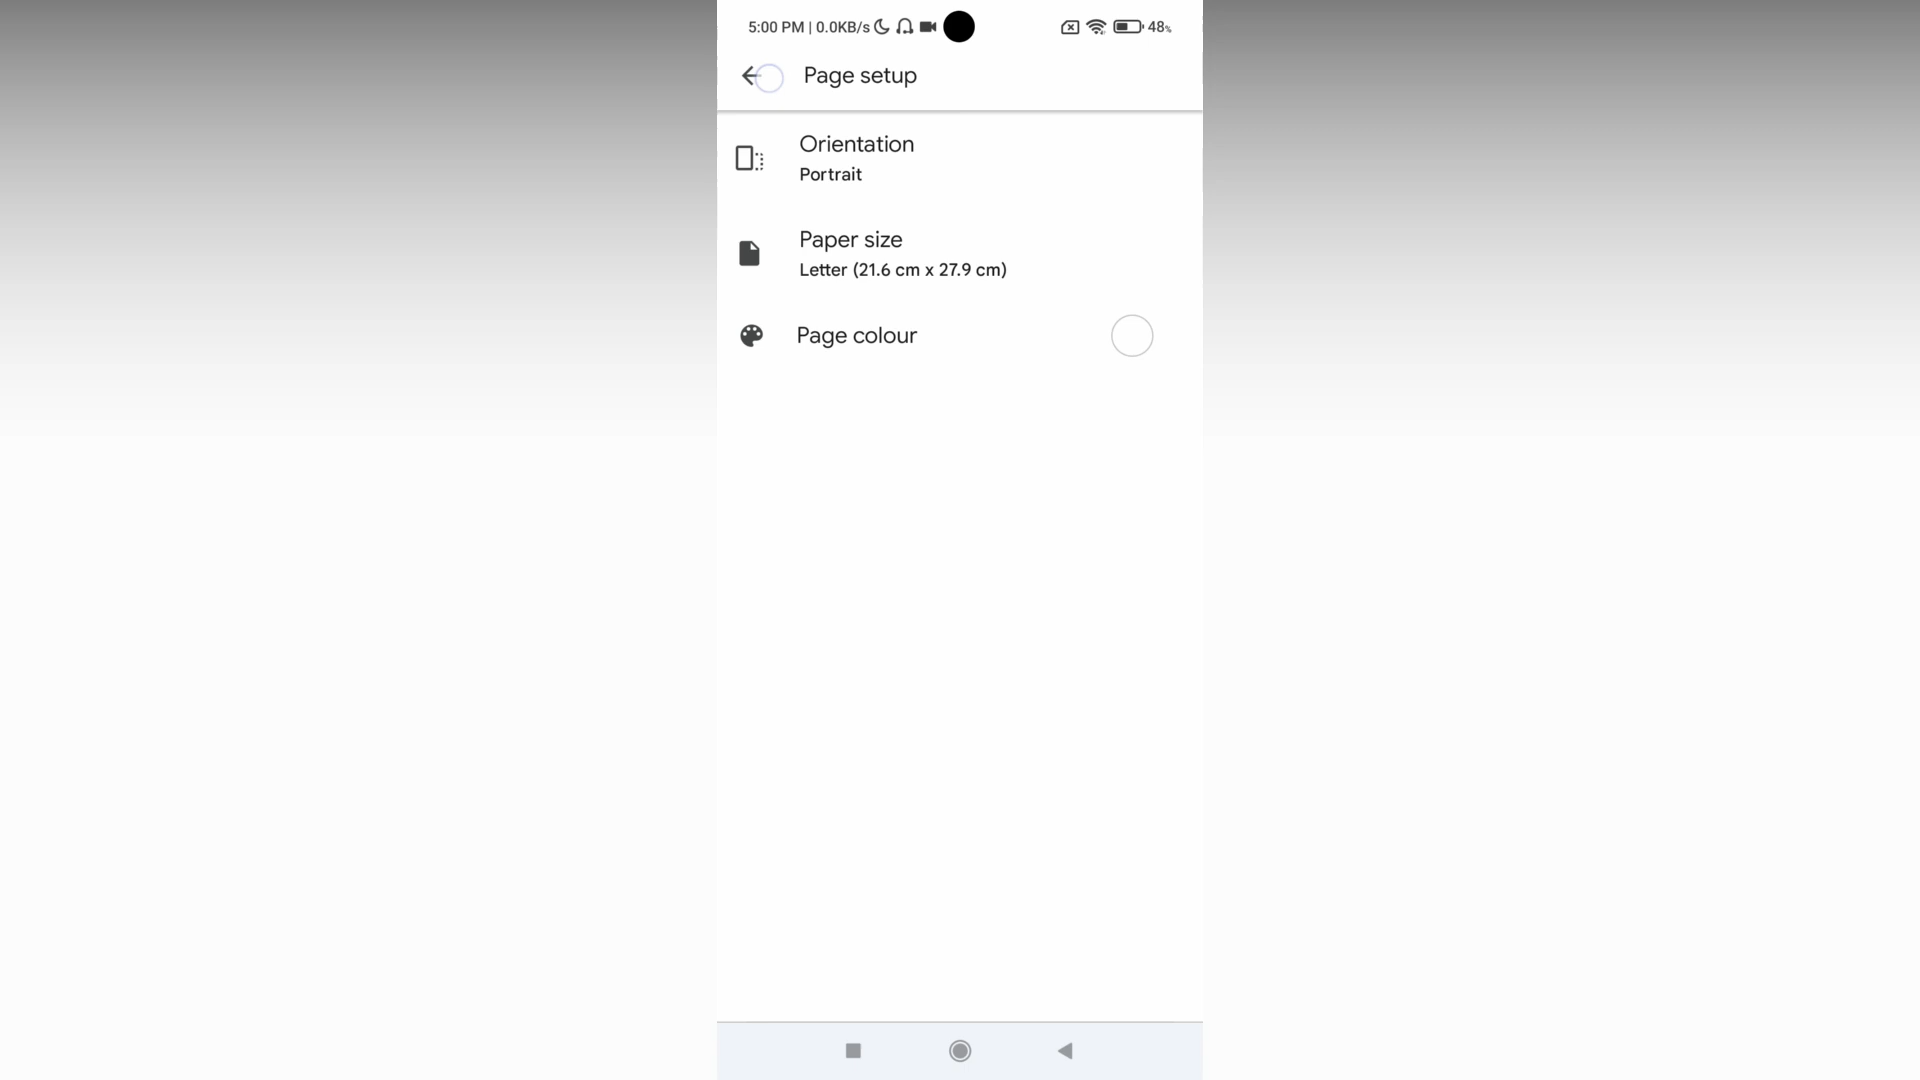 5:00 PM | 0.0KB/s 48%
Page setup
Orientation
Portrait
Paper size
Letter (21.6 cm x 27.9 cm)
Page colour